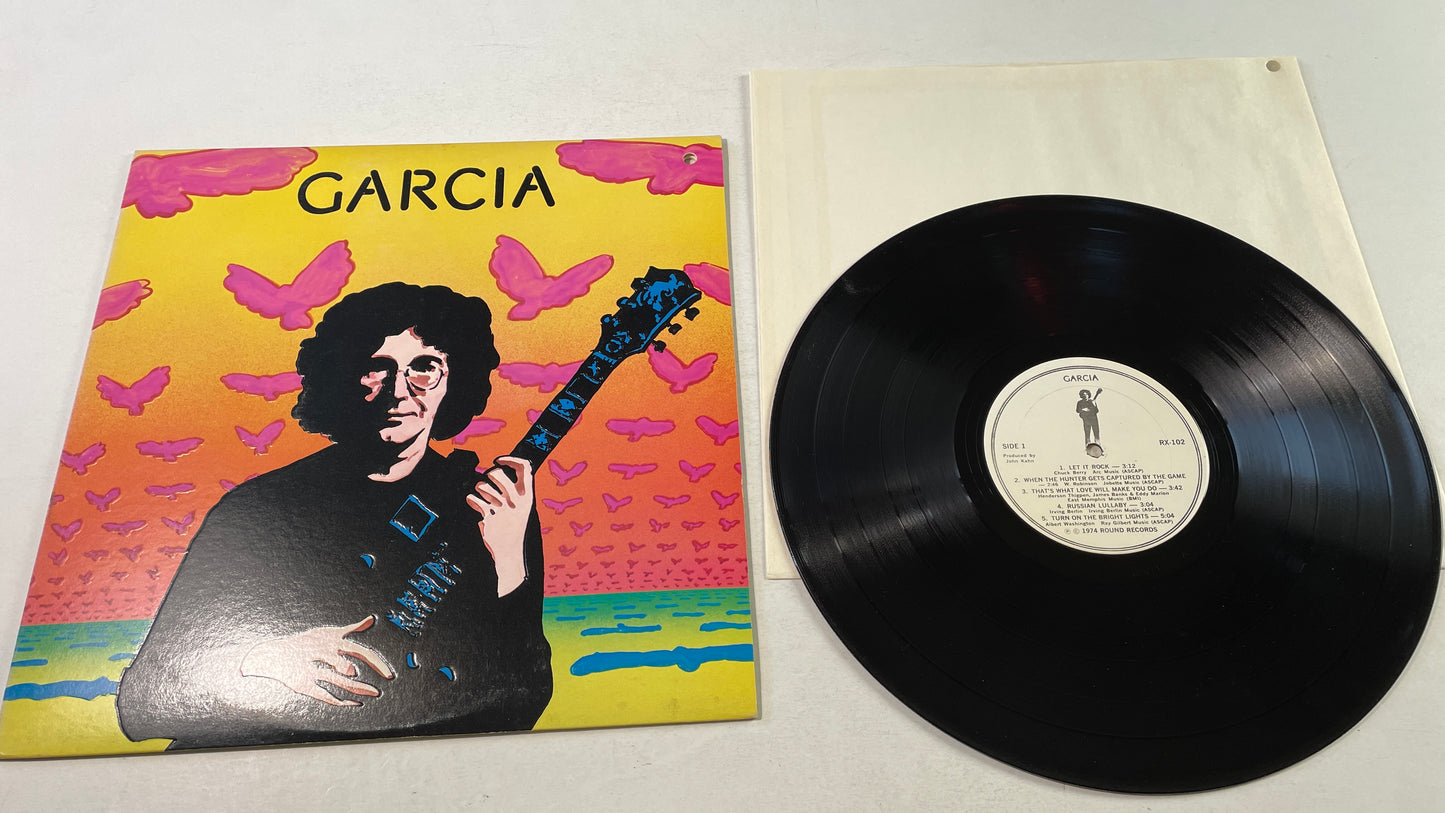 GARCIA
GARCIA
SIDE 1
RX-102
Produced by
John Kahn
1. LET IT ROCK — 3:12
Chuck Berry Arc Music (ASCAP)
2. WHEN THE HUNTER GETS CAPTURED BY THE GAME
— 3:46 W. Robinson Jobette Music (ASCAP)
3. THAT'S WHAT LOVE WILL MAKE YOU DO — 3:42
Henderson Thigpen, James Banks & Eddy Marion
East Memphis Music (BMI)
4. RUSSIAN LULLABY — 3:04
Irving Berlin Irving Berlin Music (ASCAP)
5. TURN ON THE BRIGHT LIGHTS — 5:04
Albert Washington Ray Gilbert Music (ASCAP)
℗ © 1974 ROUND RECORDS